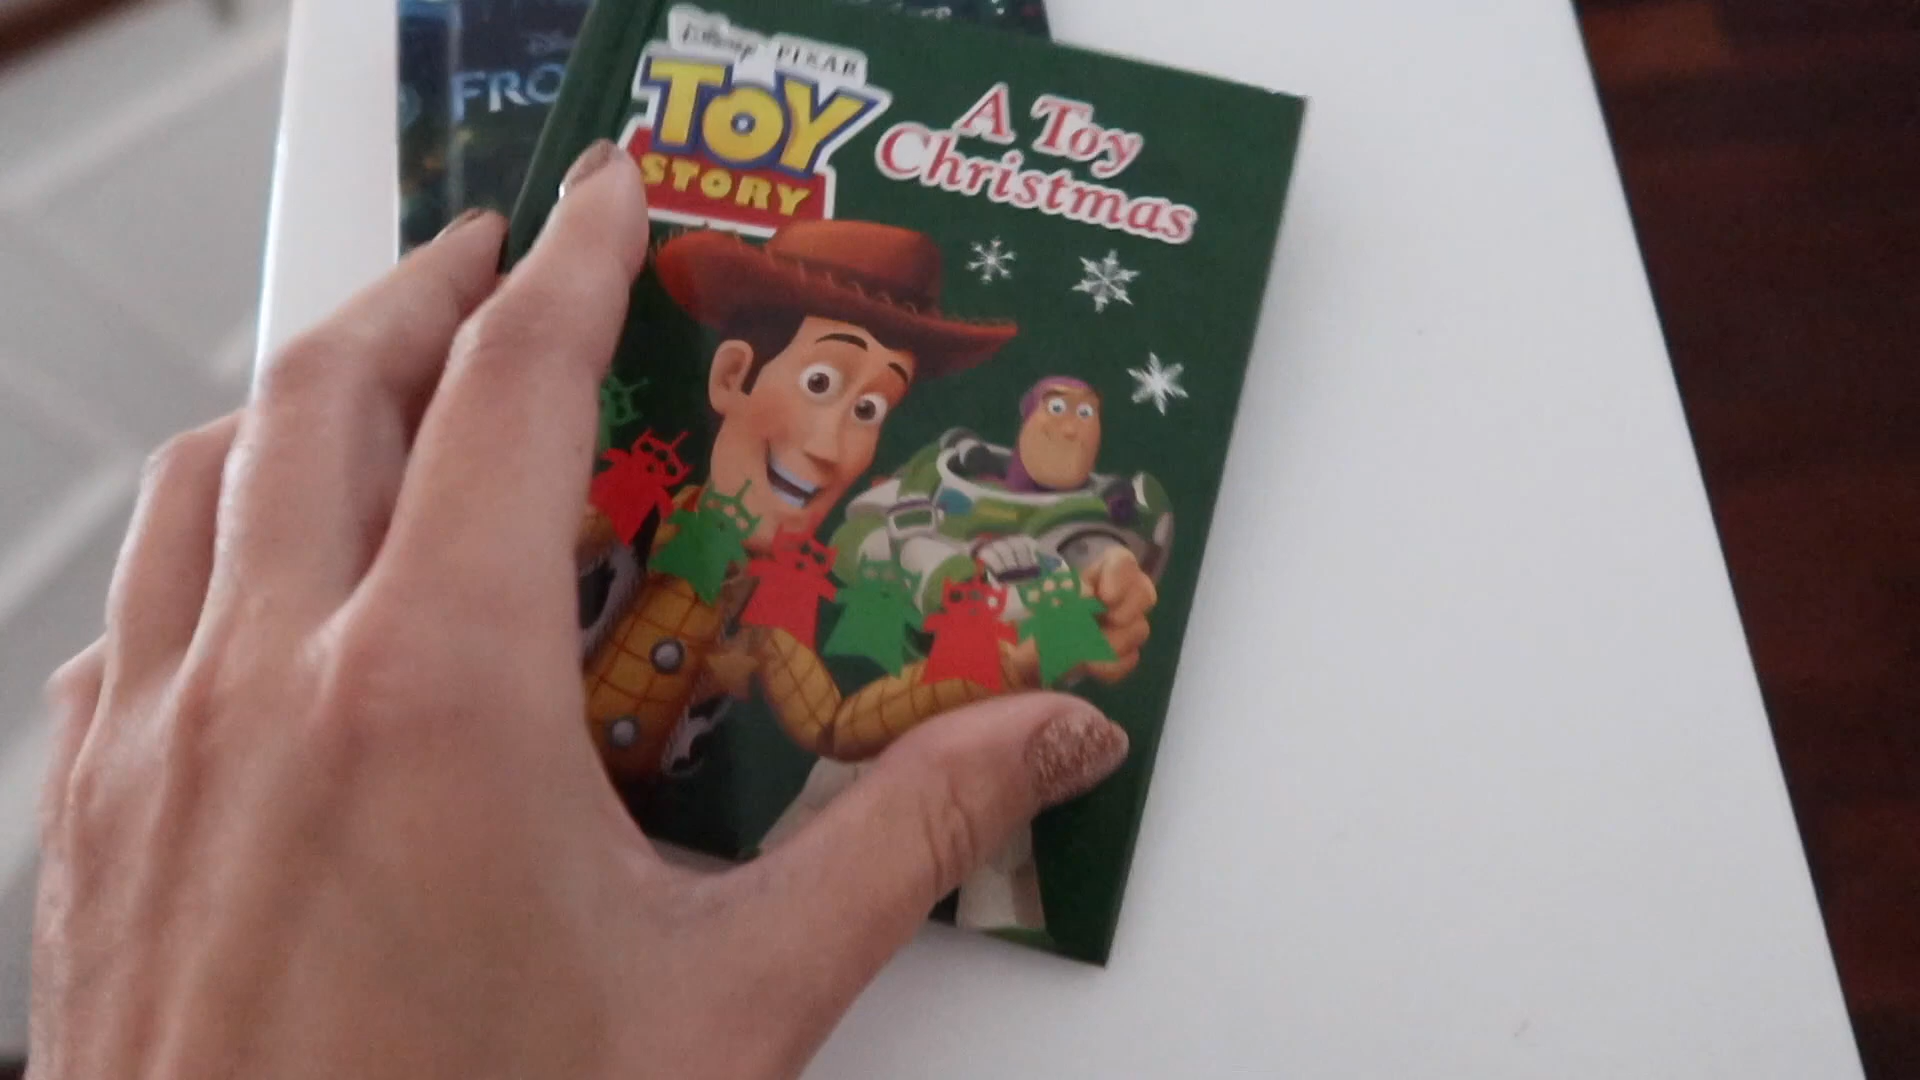 Disney PIXAR
TOY
STORY
A Toy
Christmas
FRO